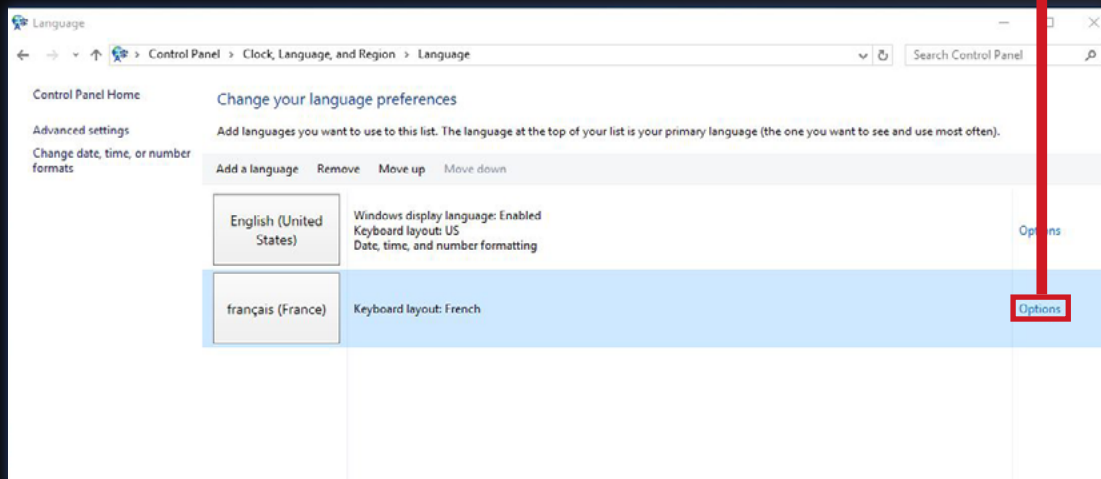 Language
Control Panel > Clock, Language, and Region > Language
Search Control Panel
Control Panel Home
Advanced settings
Change date, time, or number
formats
Change your language preferences
Add languages you want to use to this list. The language at the top of your list is your primary language (the one you want to see and use most often).
Add a language Remove Move up Move down
English (United
States)
Windows display language: Enabled
Keyboard layout: US
Date, time, and number formatting
Options
français (France)
Keyboard layout: French
Options